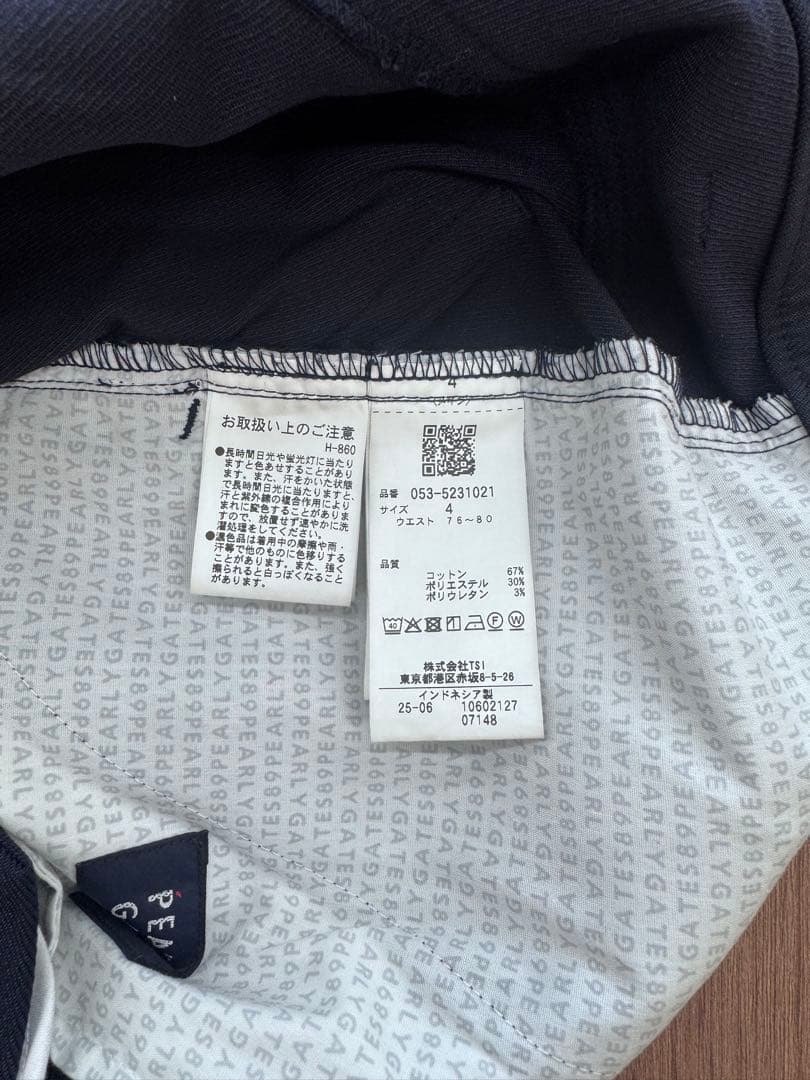 お取扱い上のご注意
H-860
●長時間日光や蛍光灯に当たり
ますと色あせすることがあり
ます。また、汗をかいた状態
で長時間日光に当たりますと、
汗と紫外線の複合作用により
まれに変色することがありま
すので、放置せず速やかに洗
濯処理をしてください。
●濃色品は着用中の摩擦や雨・
汗等で他のものに色移りする
ことがあります。また、強く
擦られると白っぽくなること
があります。
4
品番 053-5231021
サイズ 4
ウエスト 76~80
品質
コットン 67%
ポリエステル 30%
ポリウレタン 3%
40
F W
株式会社TSI
東京都港区赤坂8-5-26
インドネシア製
25-06 10602127
07148
PEARLYGATES89PEARLYGATES89PEARLYGATES89